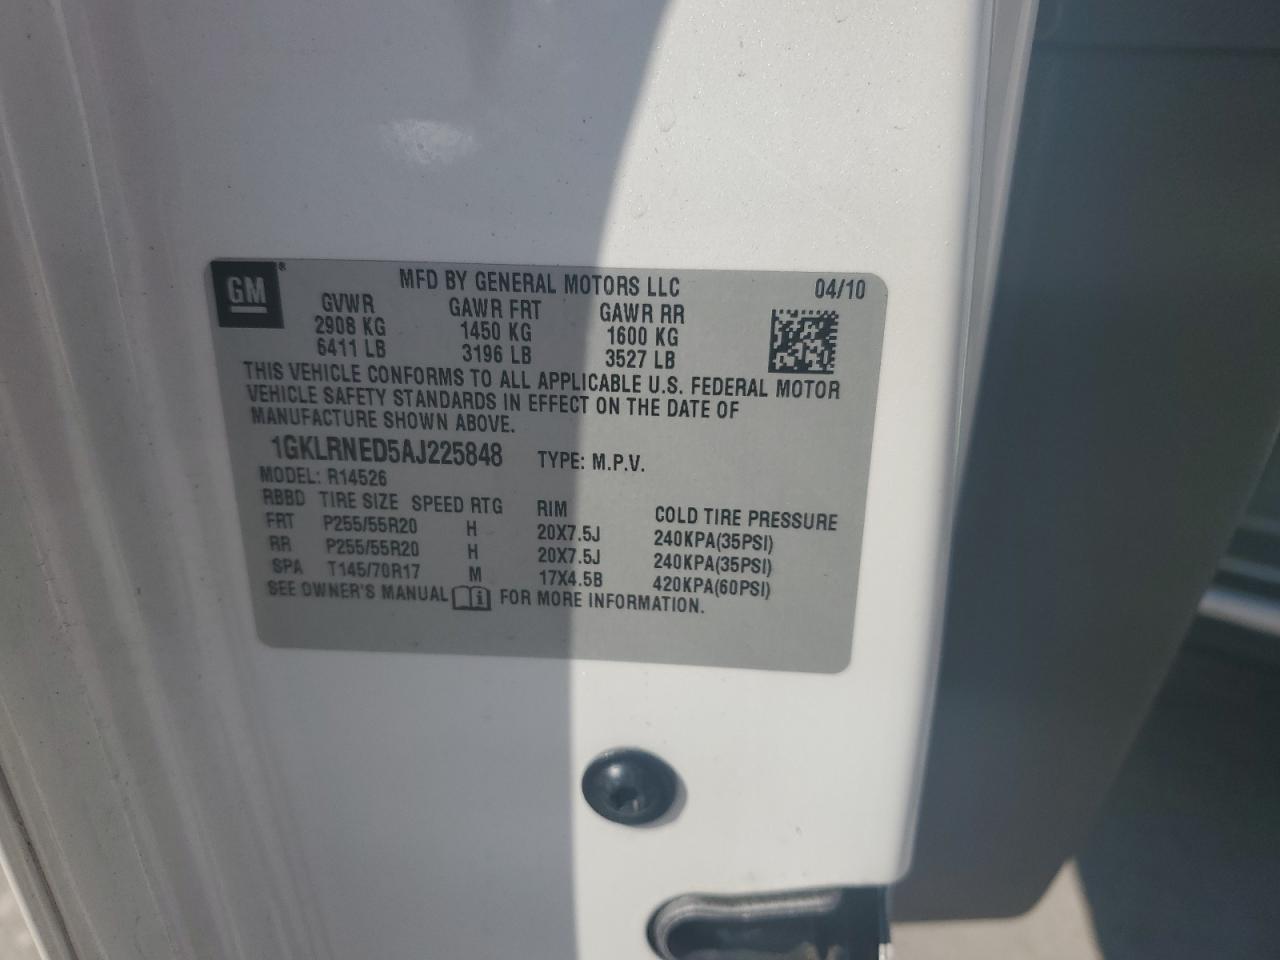 GM® MFD BY GENERAL MOTORS LLC 04/10
GVWR GAWR FRT GAWR RR
2908 KG 1450 KG 1600 KG
6411 LB 3196 LB 3527 LB
THIS VEHICLE CONFORMS TO ALL APPLICABLE U.S. FEDERAL MOTOR
VEHICLE SAFETY STANDARDS IN EFFECT ON THE DATE OF
MANUFACTURE SHOWN ABOVE.
1GKLRNED5AJ225848 TYPE: M.P.V.
MODEL: R14526
RBBD TIRE SIZE SPEED RTG RIM COLD TIRE PRESSURE
FRT P255/55R20 H 20X7.5J 240KPA(35PSI)
RR P255/55R20 H 20X7.5J 240KPA(35PSI)
SPA T145/70R17 M 17X4.5B 420KPA(60PSI)
SEE OWNER'S MANUAL i FOR MORE INFORMATION.